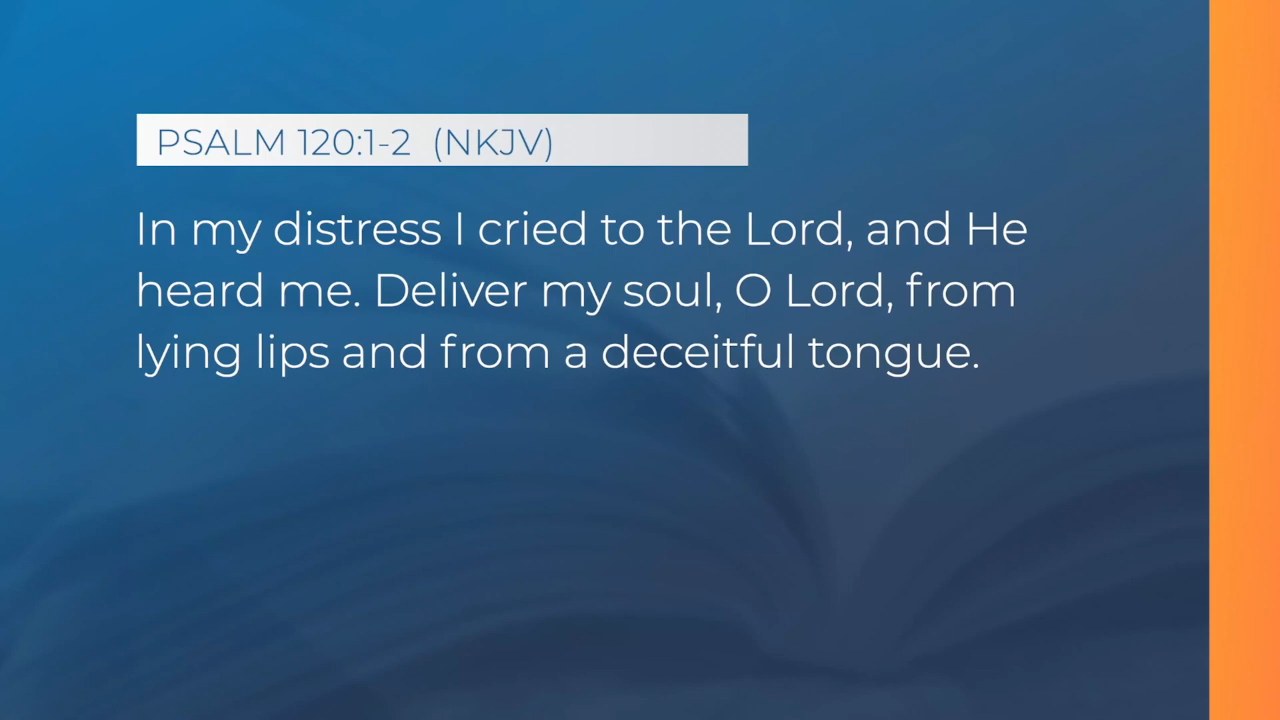 PSALM 120:1-2 (NKJV)
In my distress I cried to the Lord, and He
heard me. Deliver my soul, O Lord, from
lying lips and from a deceitful tongue.